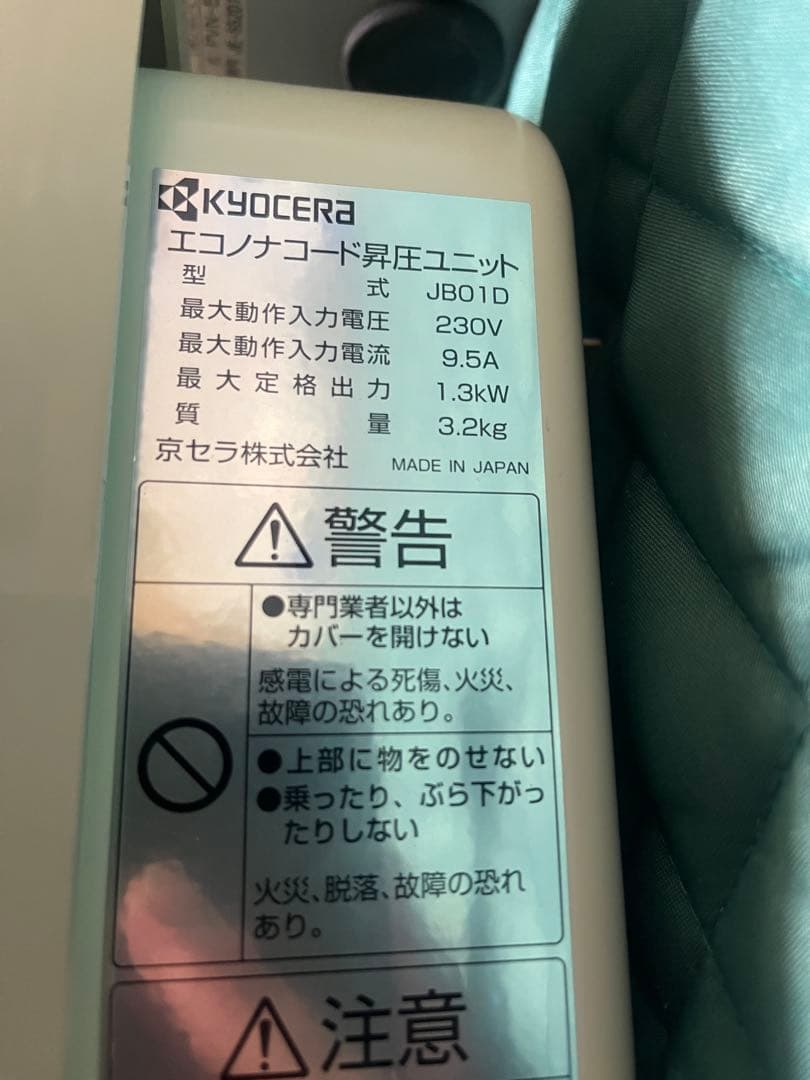 KYOCERA
エコノナコード昇圧ユニット
型 式 JB01D
最大動作入力電圧 230V
最大動作入力電流 9.5A
最大定格出力 1.3kW
質 量 3.2kg
京セラ株式会社 MADE IN JAPAN
警告
●専門業者以外は
カバーを開けない
感電による死傷、火災、
故障の恐れあり。
●上部に物をのせない
●乗ったり、ぶら下がっ
たりしない
火災、脱落、故障の恐れ
あり。
注意